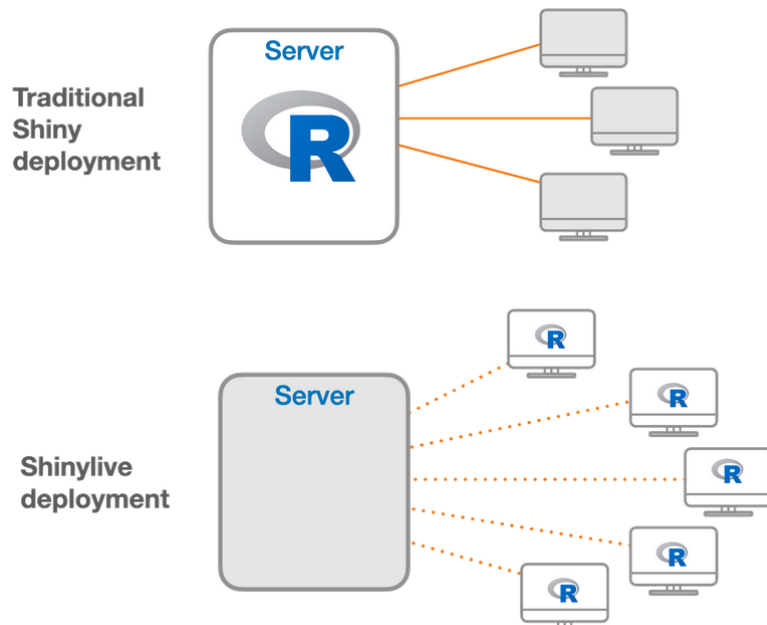 Server
R
Traditional
Shiny
deployment
R
R
Server
R
Shinylive
deployment
R
R